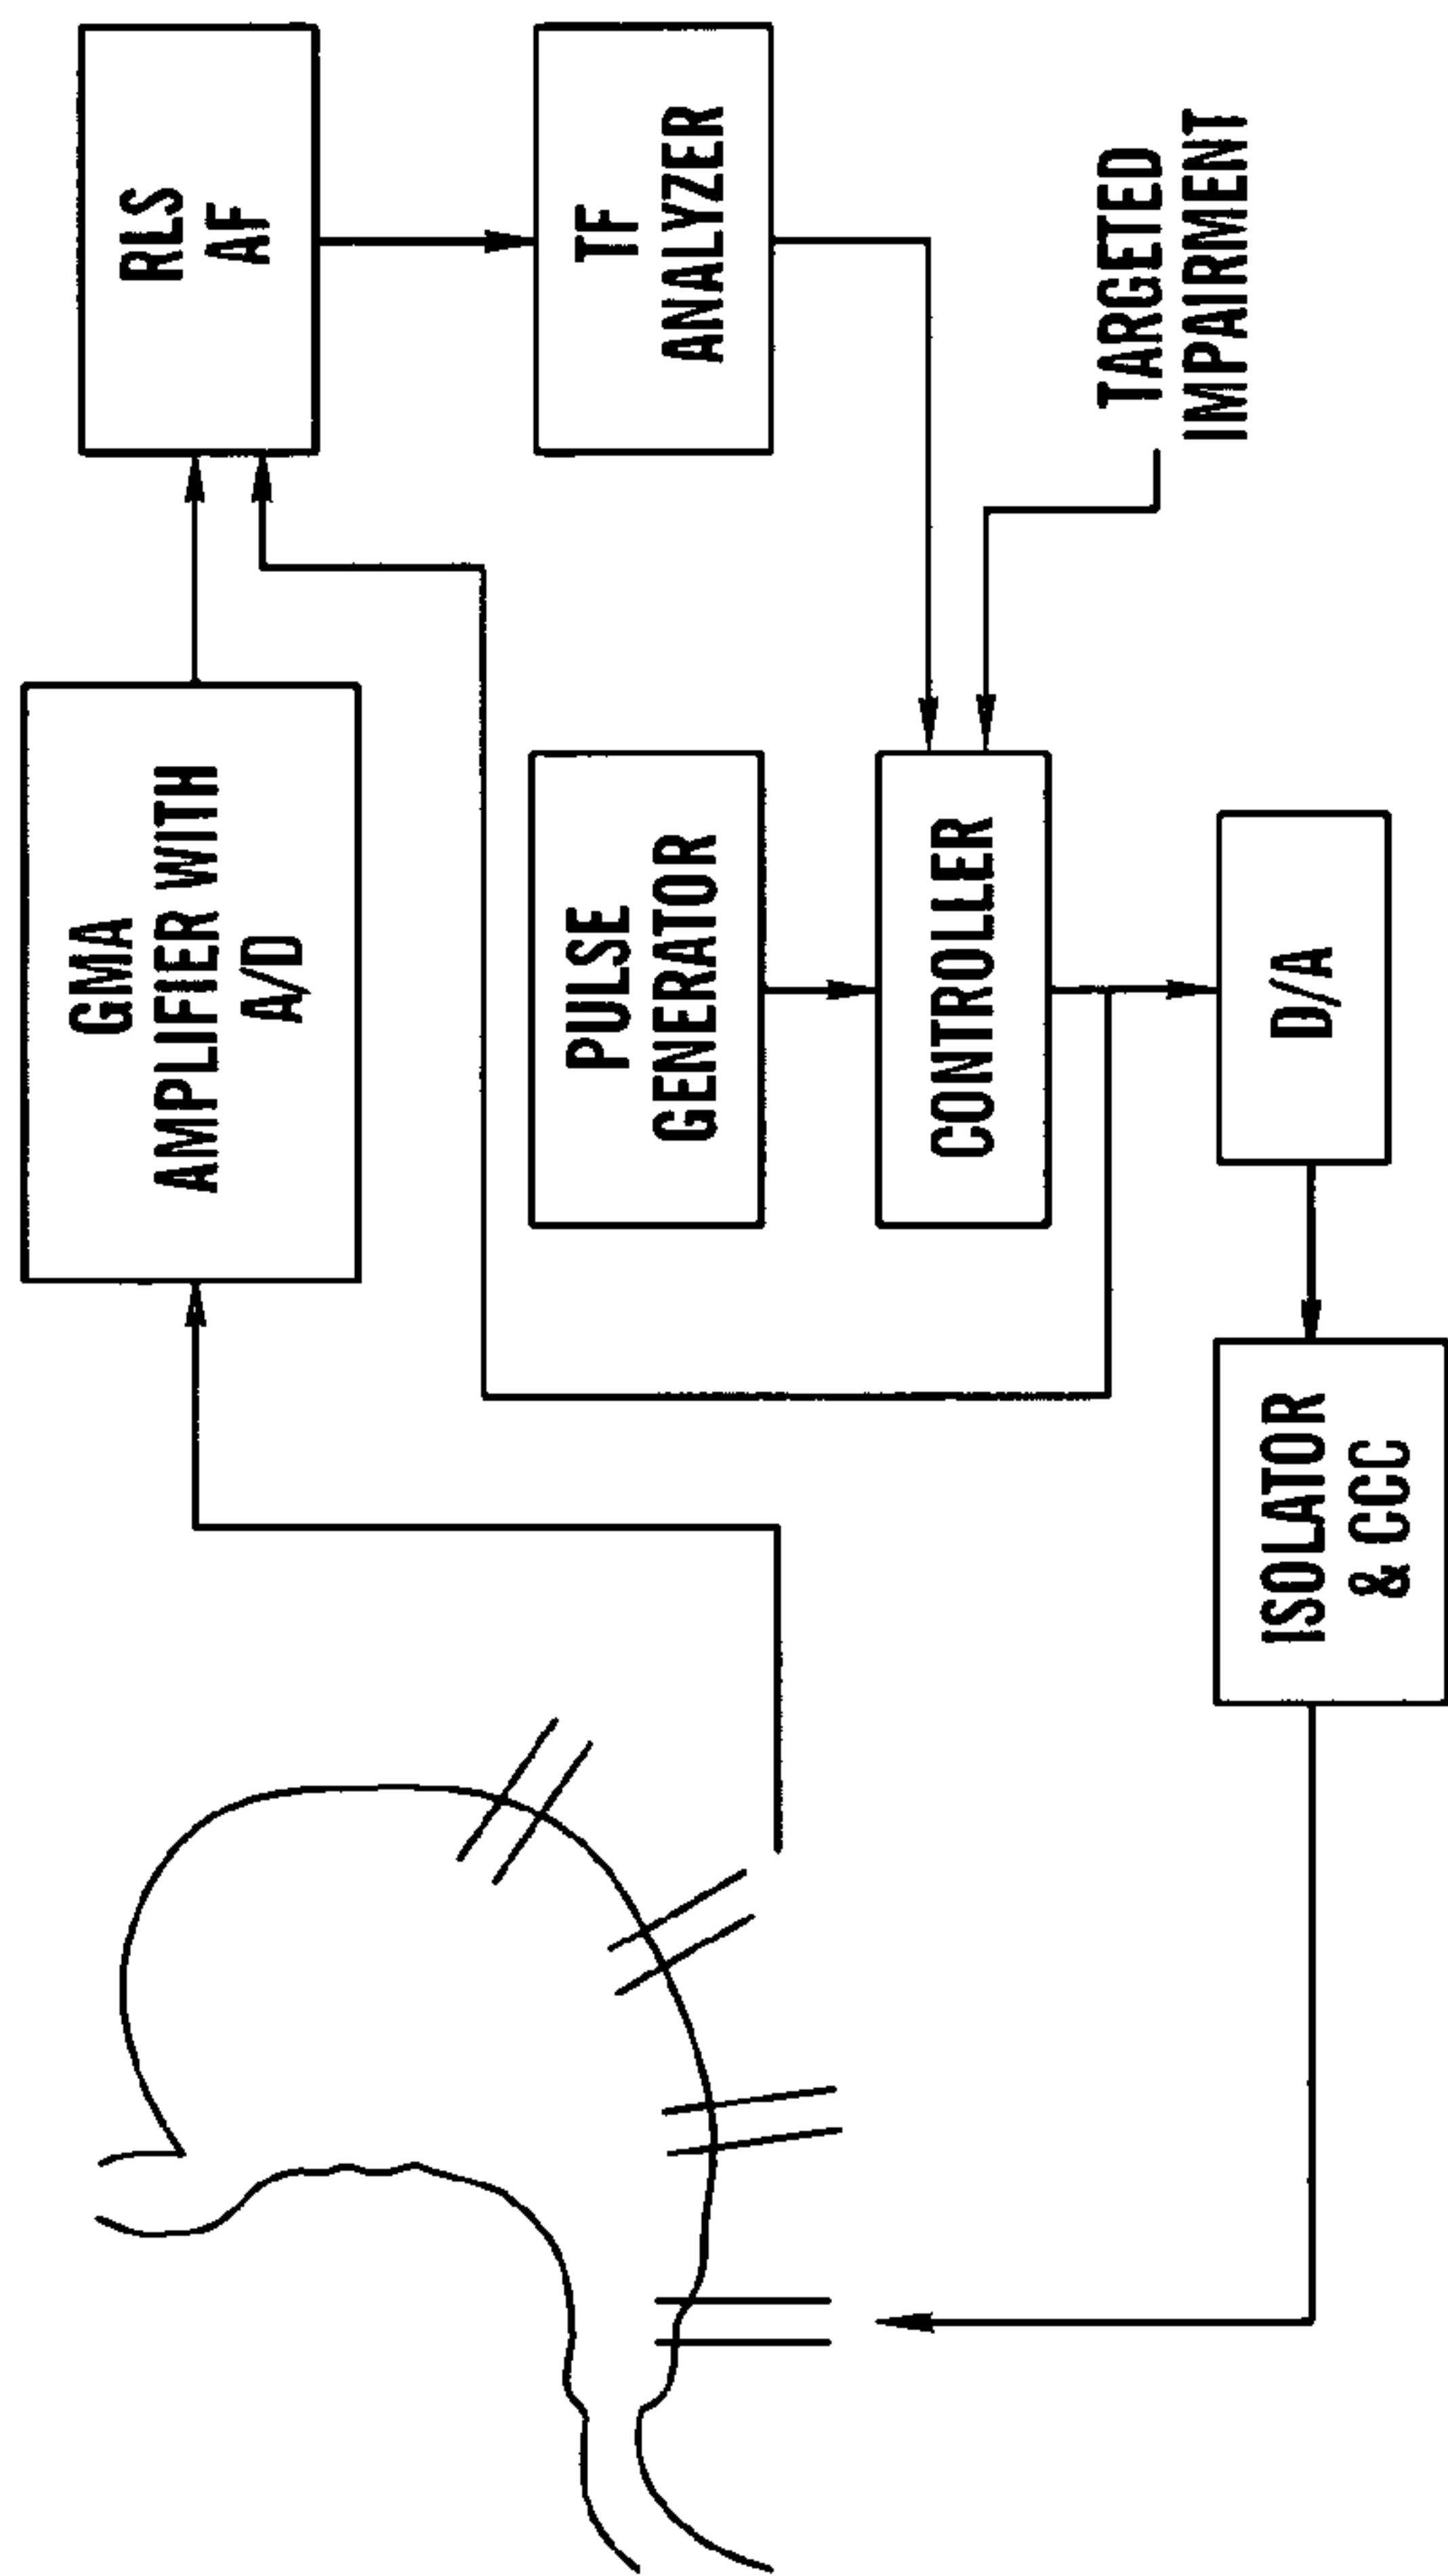 GMA
AMPLIFIER WITH
A/D
RLS
AF
PULSE
GENERATOR
TF
ANALYZER
CONTROLLER
TARGETED
IMPAIRMENT
D/A
ISOLATOR
& CCC